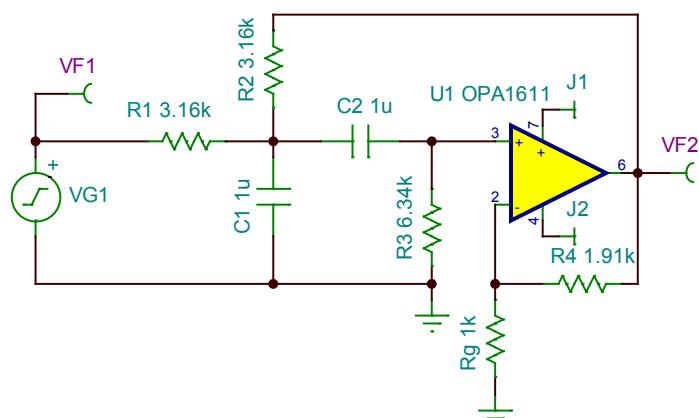 VF1
R1 3.16k
R2 3.16k
C2 1u
U1 OPA1611
J1
VF2
+
VG1
C1 1u
R3 6.34k
3
+
+
7
6
2
-
4
J2
R4 1.91k
Rg 1k